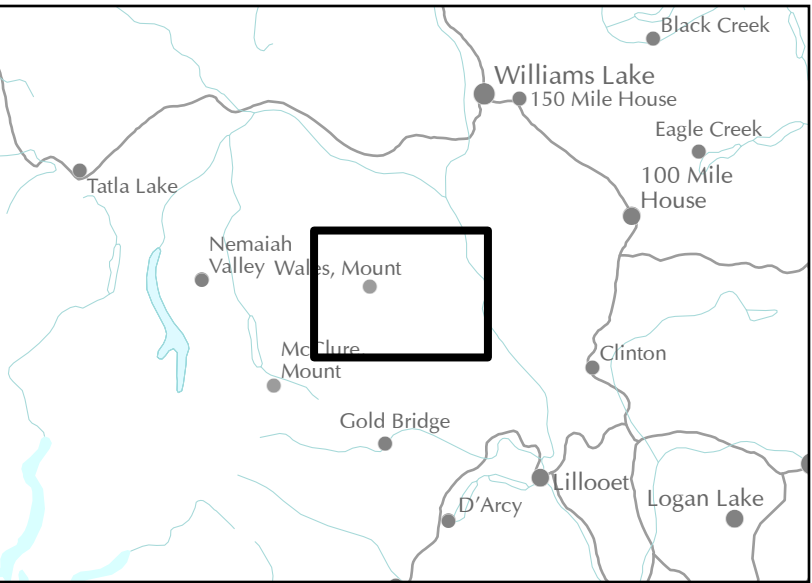 Black Creek
Williams Lake
150 Mile House
Eagle Creek
100 Mile
House
Tatla Lake
Nemaiah
Valley
Wales, Mount
McClure
Mount
Clinton
Gold Bridge
Lillooet
Logan Lake
D'Arcy